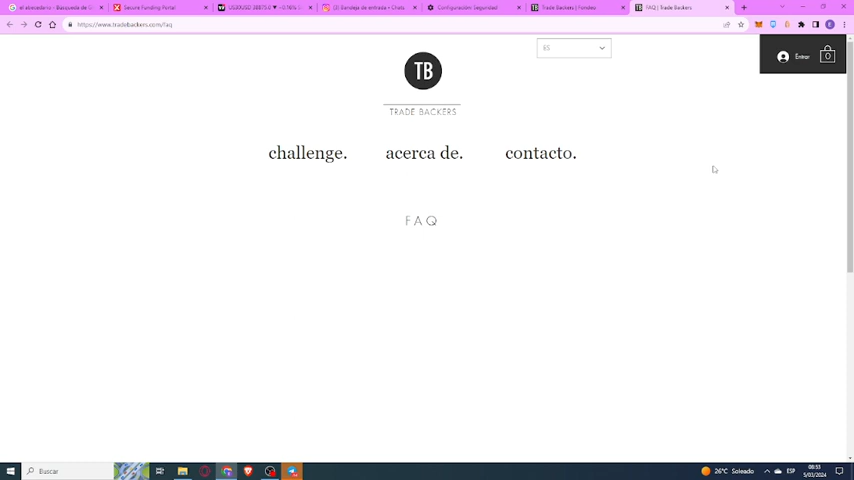 Secure Funding Portal
Configuración: Seguridad
Trade Backers | Fondeo
FAQ | Trade Backers
https://www.tradebackers.com/faq
ES
Entrar
0
TB
TRADE BACKERS
challenge.
acerca de.
contacto.
FAQ
Buscar
26°C Soleado
ESP
08:53
5/03/2024